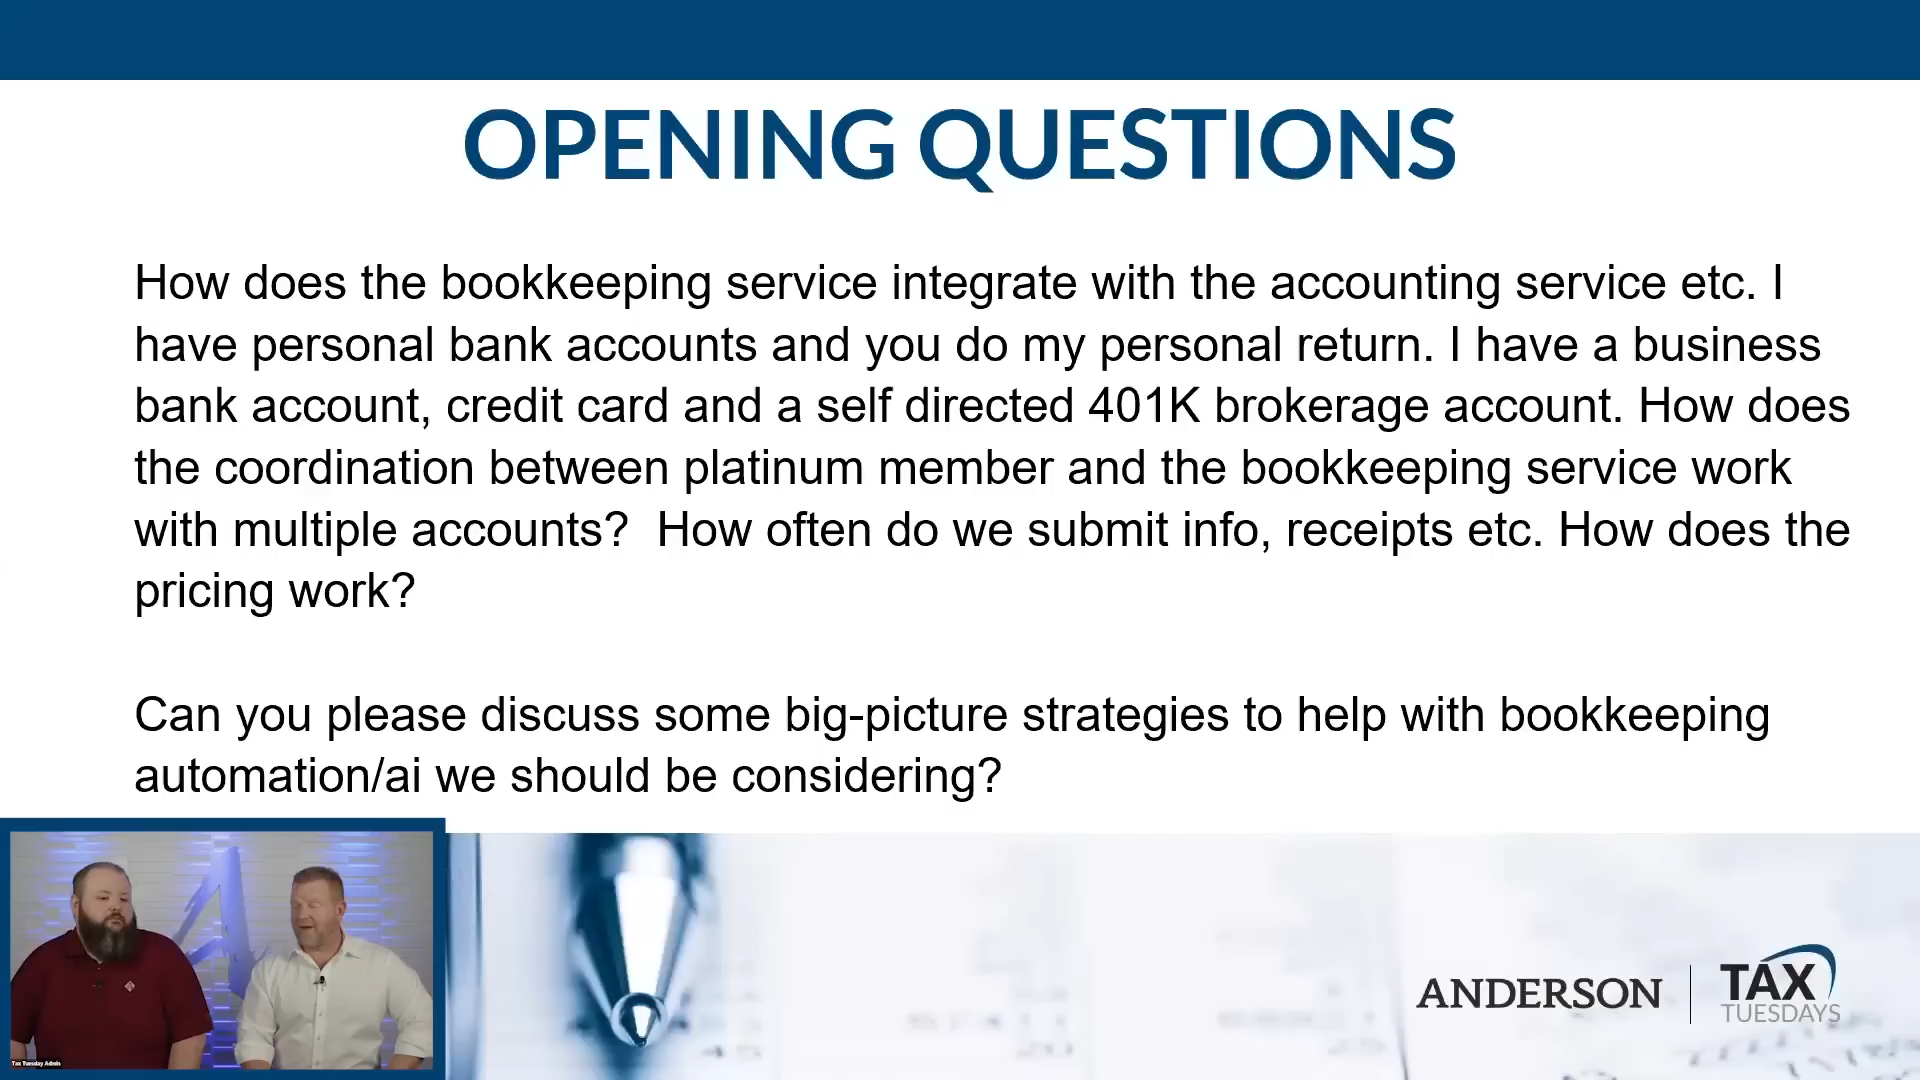 OPENING QUESTIONS
How does the bookkeeping service integrate with the accounting service etc. I
have personal bank accounts and you do my personal return. I have a business
bank account, credit card and a self directed 401K brokerage account. How does
the coordination between platinum member and the bookkeeping service work
with multiple accounts?  How often do we submit info, receipts etc. How does the
pricing work?
Can you please discuss some big-picture strategies to help with bookkeeping
automation/ai we should be considering?
Tax Tuesday Admin
ANDERSON
TAX
TUESDAYS